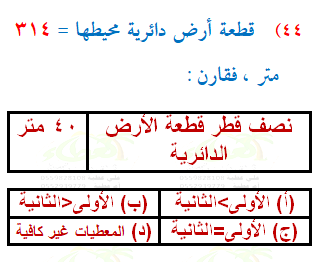 ٤٤) قطعة أرض دائرية محيطها = ٣١٤
متر ، فقارن :
نصف قطر قطعة الأرض الدائرية
٤٠ متر
(أ) الأولى>الثانية
(ب) الأولى<الثانية
(ج) الأولى=الثانية
(د) المعطيات غير كافية